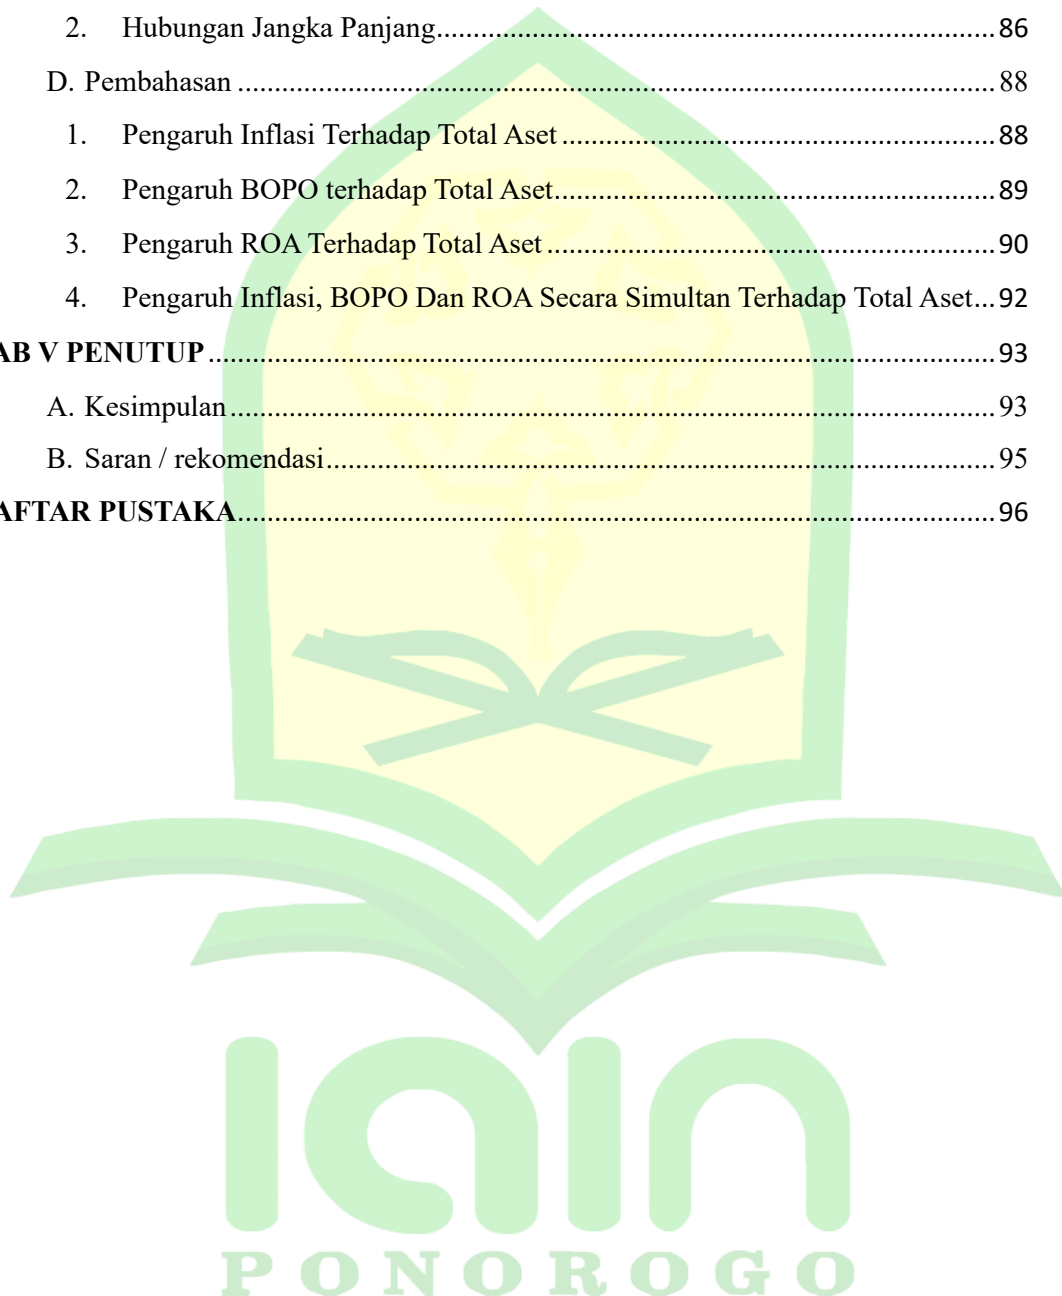 2. Hubungan Jangka Panjang........................................................................86
D. Pembahasan ........................................................................88
1. Pengaruh Inflasi Terhadap Total Aset ........................................................................88
2. Pengaruh BOPO terhadap Total Aset........................................................................89
3. Pengaruh ROA Terhadap Total Aset ........................................................................90
4. Pengaruh Inflasi, BOPO Dan ROA Secara Simultan Terhadap Total Aset...92
AB V PENUTUP ........................................................................93
A. Kesimpulan ........................................................................93
B. Saran / rekomendasi........................................................................95
AFTAR PUSTAKA........................................................................96
iain
PONOROGO